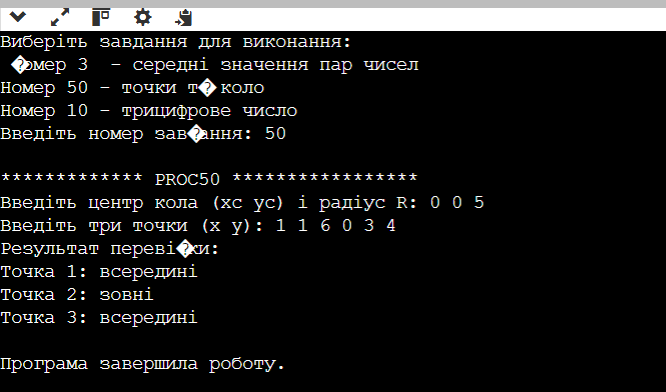 Виберіть завдання для виконання:
�омер 3 - середні значення пар чисел
Номер 50 - точки т� коло
Номер 10 - трицифрове число
Введіть номер зав�ання: 50
************* PROC50 *****************
Введіть центр кола (xc yc) і радіус R: 0 0 5
Введіть три точки (x y): 1 1 6 0 3 4
Результат переві�ки:
Точка 1: всередині
Точка 2: зовні
Точка 3: всередині
Програма завершила роботу.